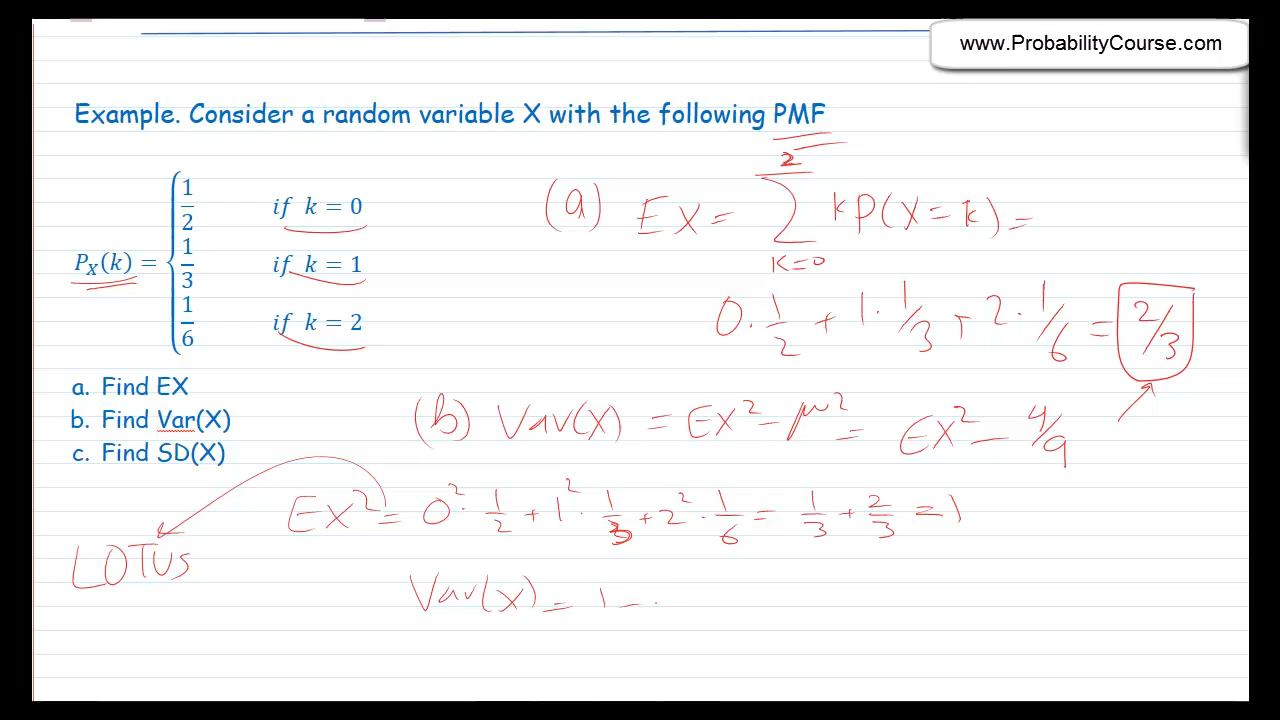 www.ProbabilityCourse.com
Example. Consider a random variable X with the following PMF
P_X(k) = { 1/2 if k = 0
1/3 if k = 1
1/6 if k = 2
a. Find EX
b. Find Var(X)
c. Find SD(X)
(a) EX = ∑_{k=0}^{2} k P(X = k) =
0 · 1/2 + 1 · 1/3 + 2 · 1/6 = 2/3
(b) Var(X) = EX² − μ² = EX² − 4/9
EX² = 0² · 1/2 + 1² · 1/3 + 2² · 1/6 = 1/3 + 2/3 = 1
LOTUS
Var(X) = 1 −